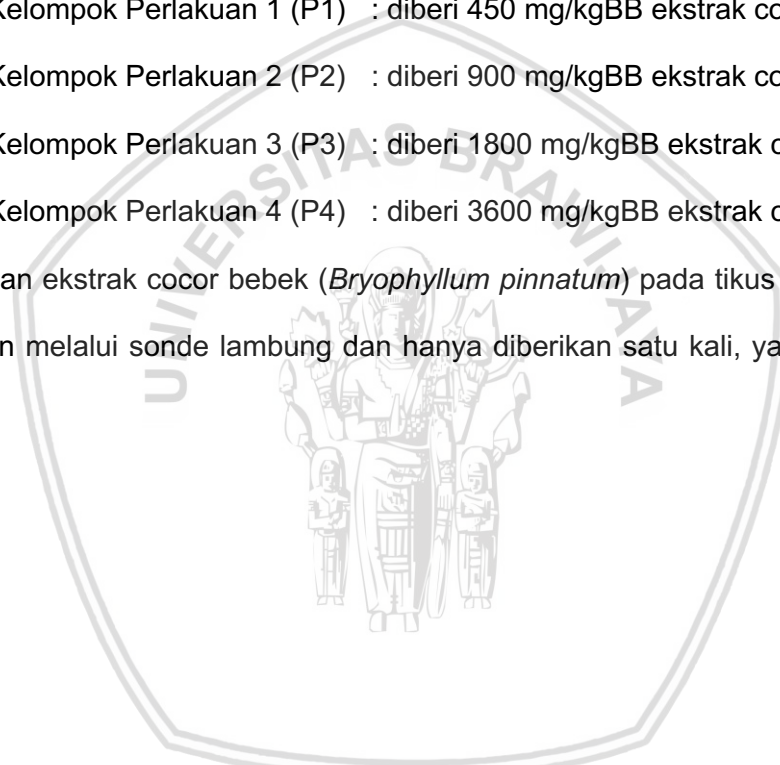 Kelompok Perlakuan 1 (P1) : diberi 450 mg/kgBB ekstrak co
Kelompok Perlakuan 2 (P2) : diberi 900 mg/kgBB ekstrak co
Kelompok Perlakuan 3 (P3) : diberi 1800 mg/kgBB ekstrak
Kelompok Perlakuan 4 (P4) : diberi 3600 mg/kgBB ekstrak
an ekstrak cocor bebek (Bryophyllum pinnatum) pada tikus
n melalui sonde lambung dan hanya diberikan satu kali, ya
UNIVERSITAS BRAWIJAYA